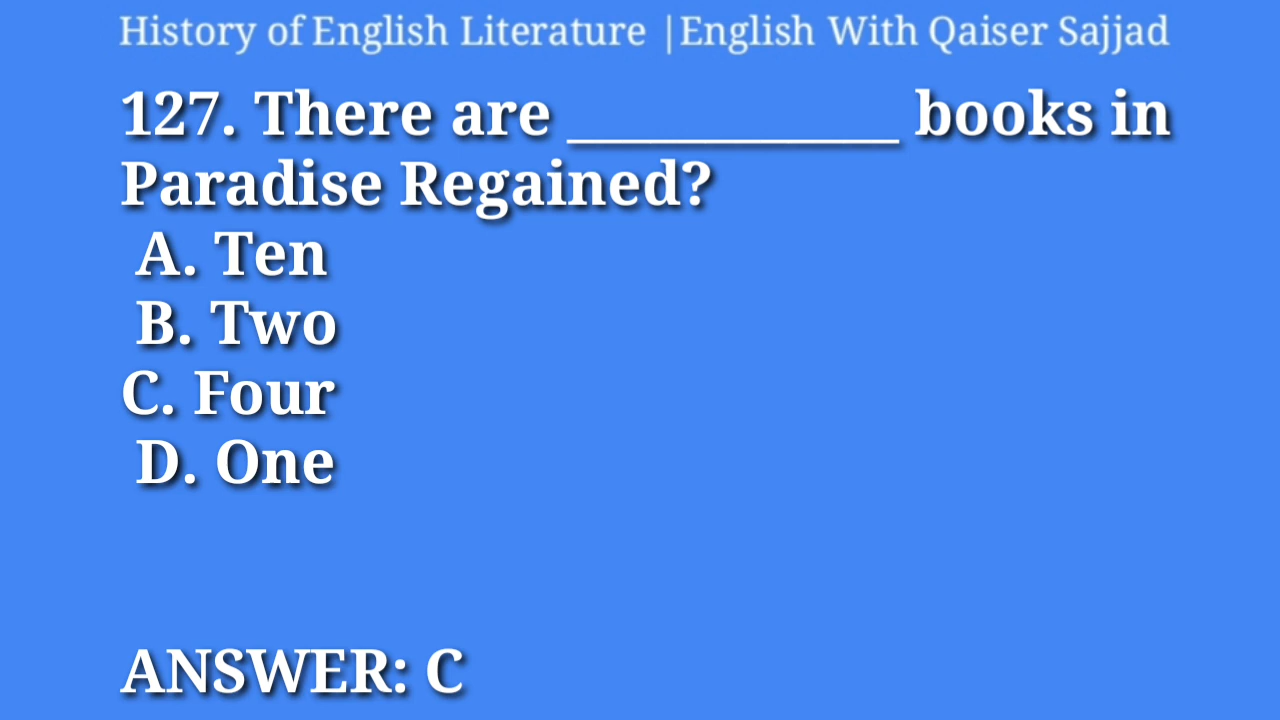 History of English Literature |English With Qaiser Sajjad
127. There are _____________ books in
Paradise Regained?
A. Ten
B. Two
C. Four
D. One
ANSWER: C